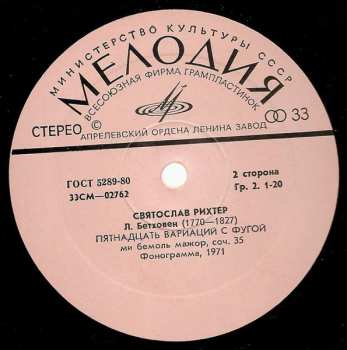 МИНИСТЕРСТВО КУЛЬТУРЫ СССР
МЕЛОДИЯ
ВСЕСОЮЗНАЯ ФИРМА ГРАМПЛАСТИНОК
СТЕРЕО © 33
АПРЕЛЕВСКИЙ ОРДЕНА ЛЕНИНА ЗАВОД
ГОСТ 5289-80 2 сторона
33СМ—02762 Гр. 2. 1-20
СВЯТОСЛАВ РИХТЕР
Л. Бетховен (1770—1827)
ПЯТНАДЦАТЬ ВАРИАЦИЙ С ФУГОЙ
ми бемоль мажор, соч. 35
Фонограмма, 1971